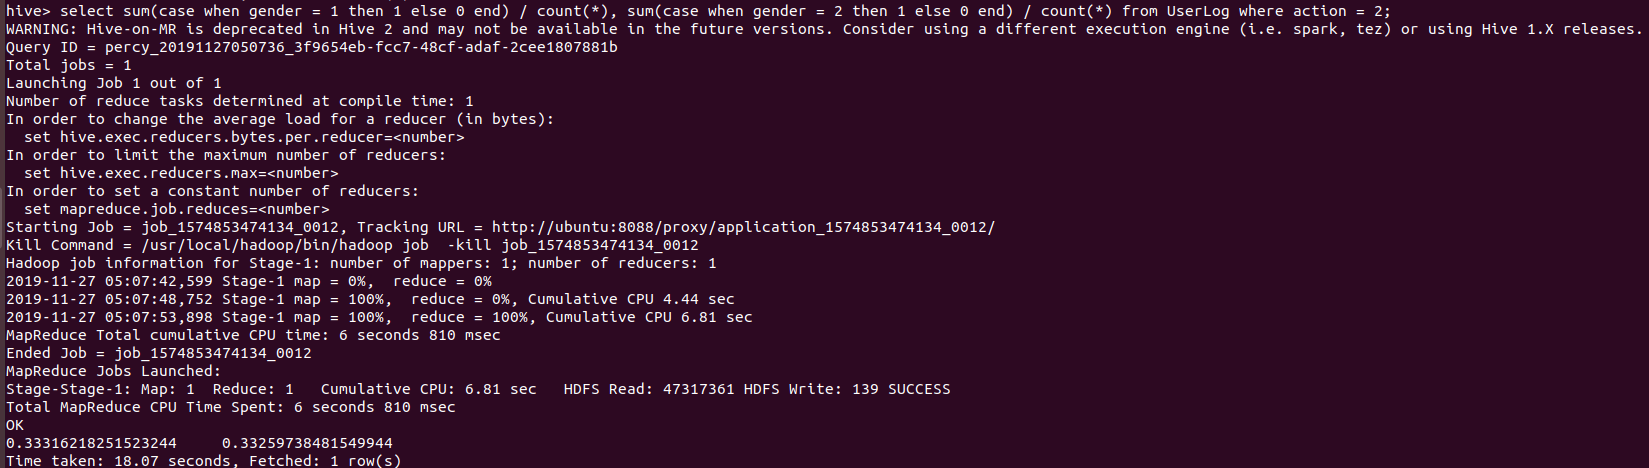 hive> select sum(case when gender = 1 then 1 else 0 end) / count(*), sum(case when gender = 2 then 1 else 0 end) / count(*) from UserLog where action = 2;
WARNING: Hive-on-MR is deprecated in Hive 2 and may not be available in the future versions. Consider using a different execution engine (i.e. spark, tez) or using Hive 1.X releases.
Query ID = percy_20191127050736_3f9654eb-fcc7-48cf-adaf-2cee1807881b
Total jobs = 1
Launching Job 1 out of 1
Number of reduce tasks determined at compile time: 1
In order to change the average load for a reducer (in bytes):
  set hive.exec.reducers.bytes.per.reducer=<number>
In order to limit the maximum number of reducers:
  set hive.exec.reducers.max=<number>
In order to set a constant number of reducers:
  set mapreduce.job.reduces=<number>
Starting Job = job_1574853474134_0012, Tracking URL = http://ubuntu:8088/proxy/application_1574853474134_0012/
Kill Command = /usr/local/hadoop/bin/hadoop job  -kill job_1574853474134_0012
Hadoop job information for Stage-1: number of mappers: 1; number of reducers: 1
2019-11-27 05:07:42,599 Stage-1 map = 0%,  reduce = 0%
2019-11-27 05:07:48,752 Stage-1 map = 100%,  reduce = 0%, Cumulative CPU 4.44 sec
2019-11-27 05:07:53,898 Stage-1 map = 100%,  reduce = 100%, Cumulative CPU 6.81 sec
MapReduce Total cumulative CPU time: 6 seconds 810 msec
Ended Job = job_1574853474134_0012
MapReduce Jobs Launched:
Stage-Stage-1: Map: 1  Reduce: 1   Cumulative CPU: 6.81 sec   HDFS Read: 47317361 HDFS Write: 139 SUCCESS
Total MapReduce CPU Time Spent: 6 seconds 810 msec
OK
0.33316218251523244     0.33259738481549944
Time taken: 18.07 seconds, Fetched: 1 row(s)